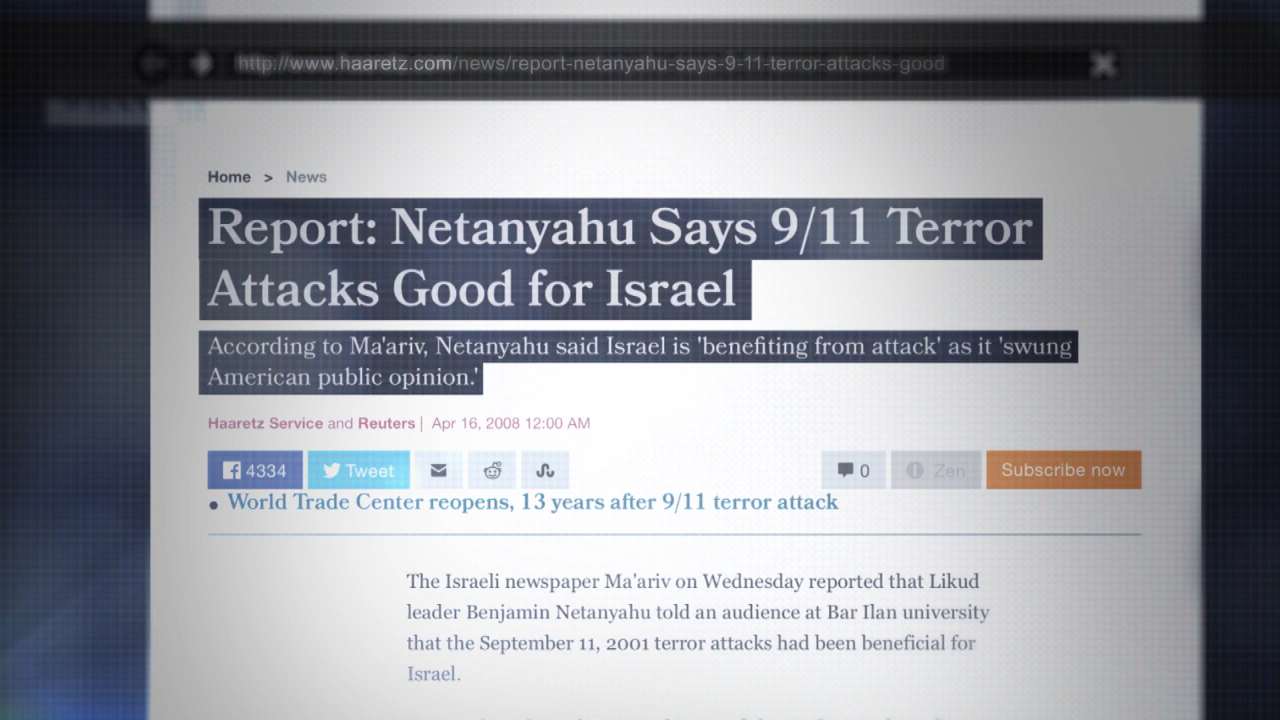 http://www.haaretz.com/news/report-netanyahu-says-9-11-terror-attacks-good
Home > News
Report: Netanyahu Says 9/11 Terror
Attacks Good for Israel
According to Ma'ariv, Netanyahu said Israel is 'benefiting from attack' as it 'swung
American public opinion.'
Haaretz Service and Reuters | Apr 16, 2008 12:00 AM
4334 Tweet 0 Zen Subscribe now
• World Trade Center reopens, 13 years after 9/11 terror attack
The Israeli newspaper Ma'ariv on Wednesday reported that Likud
leader Benjamin Netanyahu told an audience at Bar Ilan university
that the September 11, 2001 terror attacks had been beneficial for
Israel.